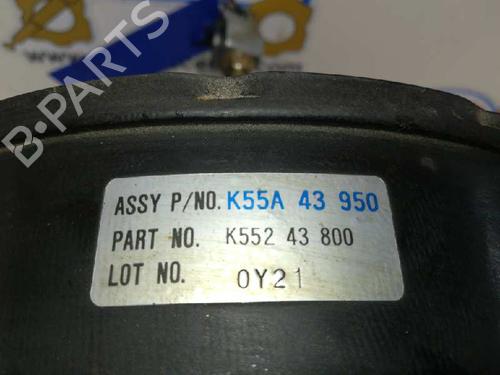 B-PARTS
ASSY P/NO. K55A 43 950
PART NO. K552 43 800
LOT NO. 0Y21